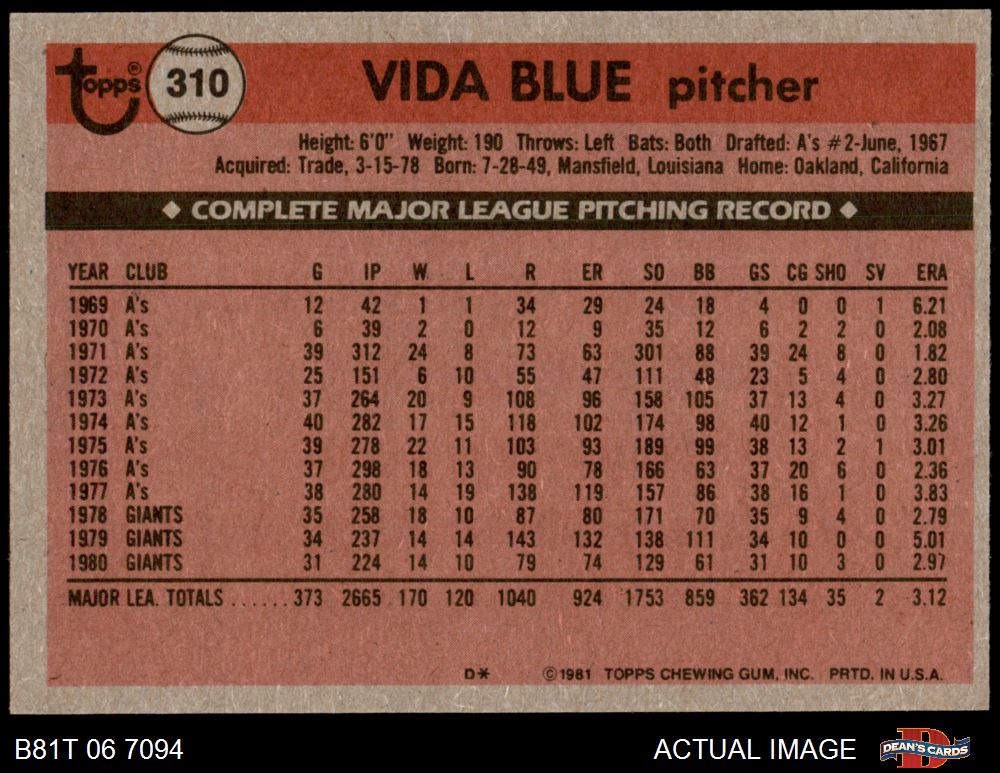 Topps® 310 VIDA BLUE pitcher
Height: 6'0" Weight: 190 Throws: Left Bats: Both Drafted: A's #2-June, 1967
Acquired: Trade, 3-15-78 Born: 7-28-49, Mansfield, Louisiana Home: Oakland, California
◆ COMPLETE MAJOR LEAGUE PITCHING RECORD ◆
YEAR CLUB G IP W L R ER SO BB GS CG SHO SV ERA
1969 A's 12 42 1 1 34 29 24 18 4 0 0 1 6.21
1970 A's 6 39 2 0 12 9 35 12 6 2 2 0 2.08
1971 A's 39 312 24 8 73 63 301 88 39 24 8 0 1.82
1972 A's 25 151 6 10 55 47 111 48 23 5 4 0 2.80
1973 A's 37 264 20 9 108 96 158 105 37 13 4 0 3.27
1974 A's 40 282 17 15 118 102 174 98 40 12 1 0 3.26
1975 A's 39 278 22 11 103 93 189 99 38 13 2 1 3.01
1976 A's 37 298 18 13 90 78 166 63 37 20 6 0 2.36
1977 A's 38 280 14 19 138 119 157 86 38 16 1 0 3.83
1978 GIANTS 35 258 18 10 87 80 171 70 35 9 4 0 2.79
1979 GIANTS 34 237 14 14 143 132 138 111 34 10 0 0 5.01
1980 GIANTS 31 224 14 10 79 74 129 61 31 10 3 0 2.97
MAJOR LEA. TOTALS ...... 373 2665 170 120 1040 924 1753 859 362 134 35 2 3.12
D* ©1981 TOPPS CHEWING GUM, INC. PRTD. IN U.S.A.
B81T 06 7094 ACTUAL IMAGE DEAN'S CARDS